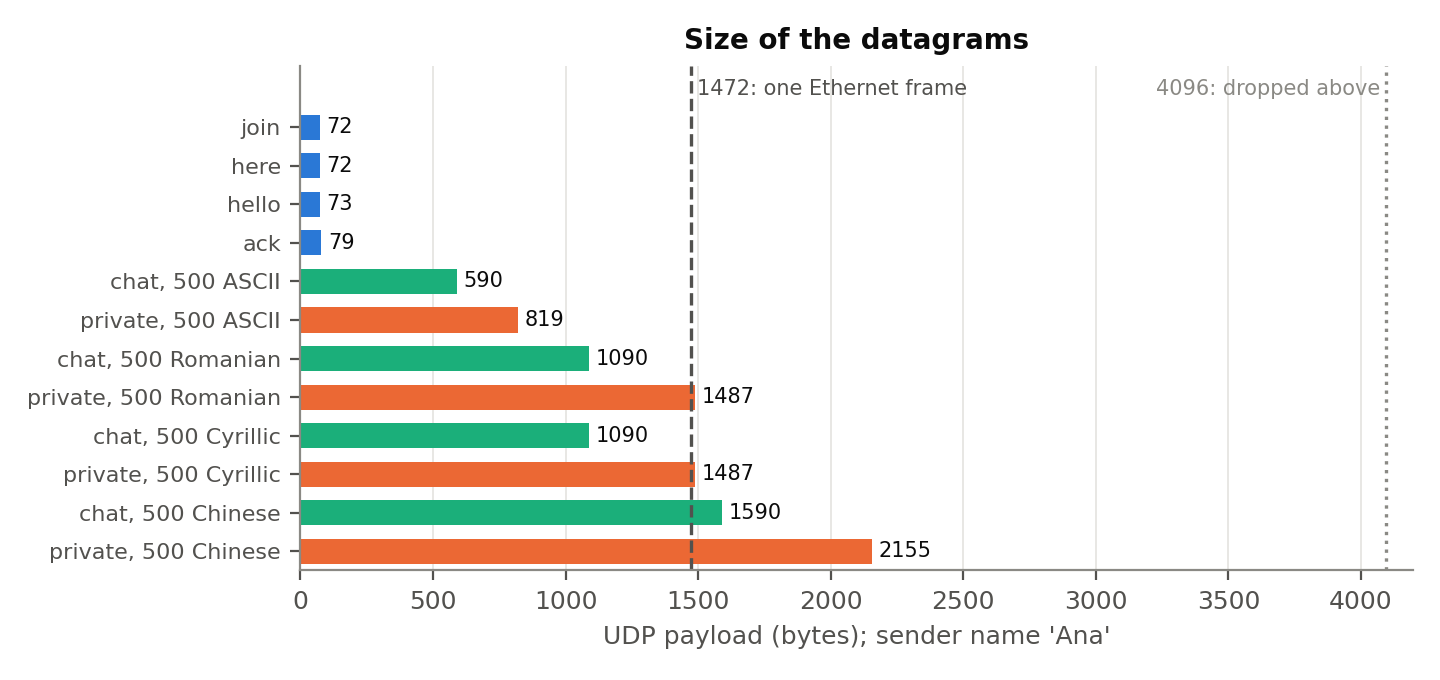 Size of the datagrams
1472: one Ethernet frame
4096: dropped above
join 72
here 72
hello 73
ack 79
chat, 500 ASCII 590
private, 500 ASCII 819
chat, 500 Romanian 1090
private, 500 Romanian 1487
chat, 500 Cyrillic 1090
private, 500 Cyrillic 1487
chat, 500 Chinese 1590
private, 500 Chinese 2155
0 500 1000 1500 2000 2500 3000 3500 4000
UDP payload (bytes); sender name 'Ana'